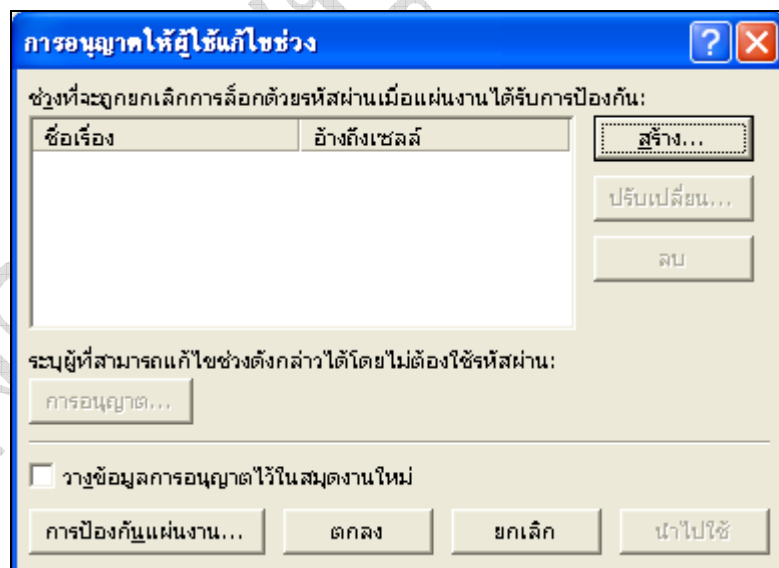 การอนุญาตให้ผู้ใช้แก้ไขช่วง
ช่วงที่จะถูกยกเลิกการล็อกด้วยรหัสผ่านเมื่อแผ่นงานได้รับการป้องกัน:
ชื่อเรื่อง อ้างถึงเซลล์ สร้าง...
ปรับเปลี่ยน...
ลบ
ระบุผู้ที่สามารถแก้ไขช่วงดังกล่าวได้โดยไม่ต้องใช้รหัสผ่าน:
การอนุญาต...
วางข้อมูลการอนุญาตไว้ในสมุดงานใหม่
การป้องกันแผ่นงาน... ตกลง ยกเลิก นำไปใช้